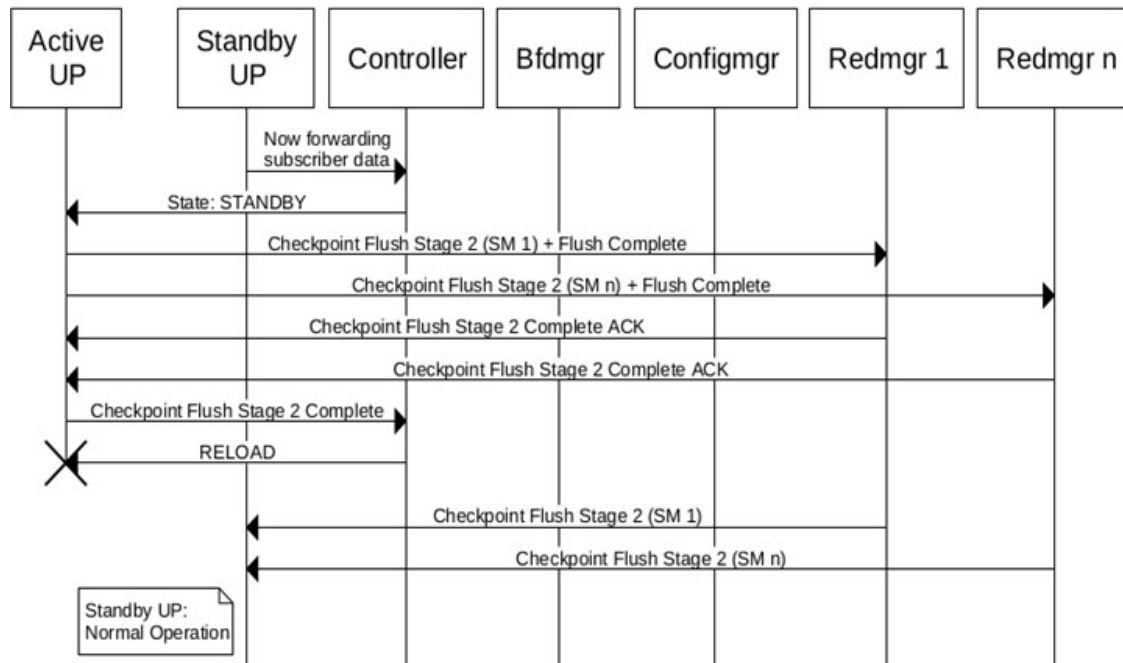 Active
UP
Standby
UP
Controller
Bfdmgr
Configmgr
Redmgr 1
Redmgr n
Now forwarding
subscriber data
State: STANDBY
Checkpoint Flush Stage 2 (SM 1) + Flush Complete
Checkpoint Flush Stage 2 (SM n) + Flush Complete
Checkpoint Flush Stage 2 Complete ACK
Checkpoint Flush Stage 2 Complete ACK
Checkpoint Flush Stage 2 Complete
RELOAD
Checkpoint Flush Stage 2 (SM 1)
Checkpoint Flush Stage 2 (SM n)
Standby UP:
Normal Operation